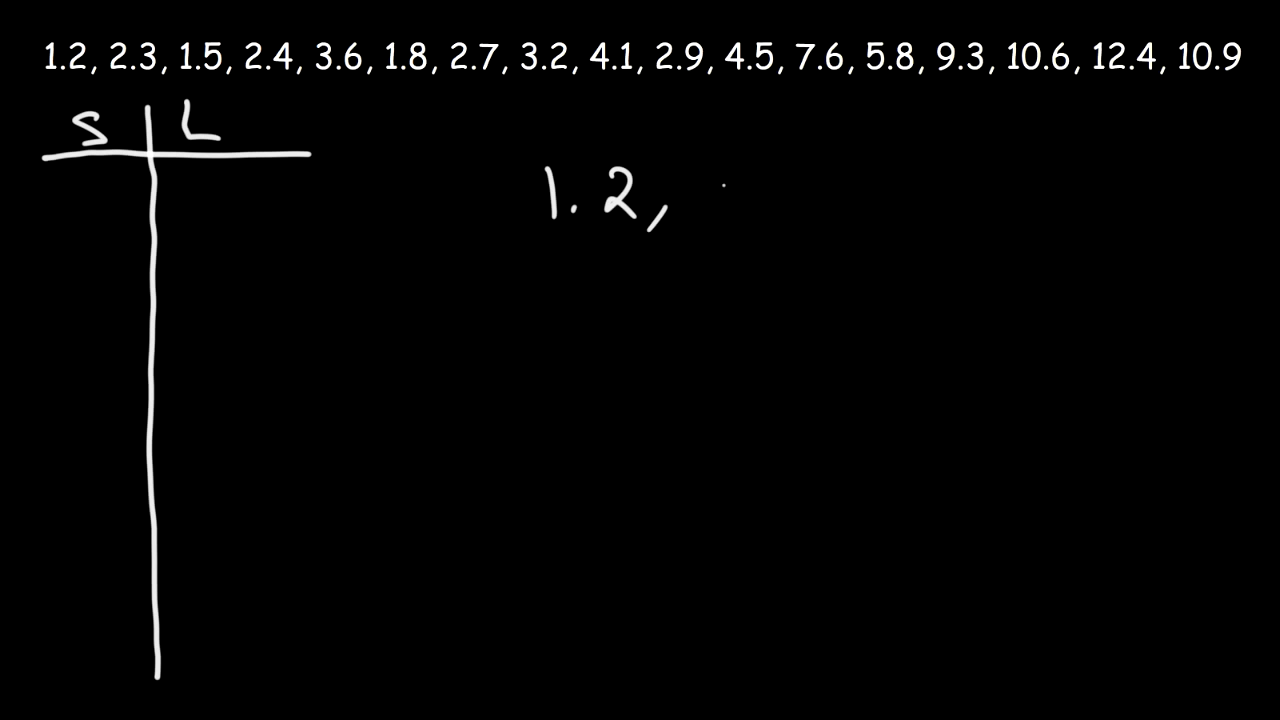 1.2, 2.3, 1.5, 2.4, 3.6, 1.8, 2.7, 3.2, 4.1, 2.9, 4.5, 7.6, 5.8, 9.3, 10.6, 12.4, 10.9
S L
1.2,